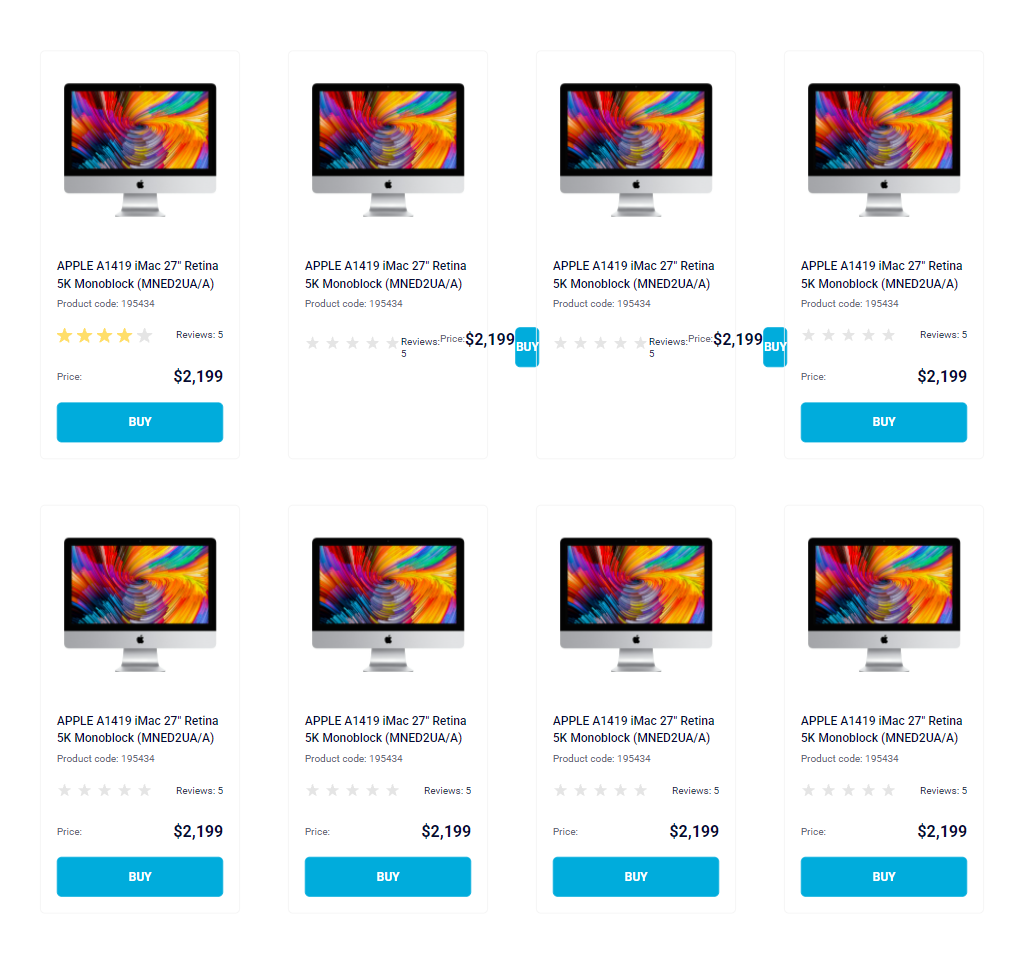 APPLE A1419 iMac 27" Retina
5K Monoblock (MNED2UA/A)
Product code: 195434
Reviews: 5
Price: $2,199
BUY
APPLE A1419 iMac 27" Retina
5K Monoblock (MNED2UA/A)
Product code: 195434
Reviews:
5
Price: $2,199
BUY
APPLE A1419 iMac 27" Retina
5K Monoblock (MNED2UA/A)
Product code: 195434
Reviews:
5
Price: $2,199
BUY
APPLE A1419 iMac 27" Retina
5K Monoblock (MNED2UA/A)
Product code: 195434
Reviews: 5
Price: $2,199
BUY
APPLE A1419 iMac 27" Retina
5K Monoblock (MNED2UA/A)
Product code: 195434
Reviews: 5
Price: $2,199
BUY
APPLE A1419 iMac 27" Retina
5K Monoblock (MNED2UA/A)
Product code: 195434
Reviews: 5
Price: $2,199
BUY
APPLE A1419 iMac 27" Retina
5K Monoblock (MNED2UA/A)
Product code: 195434
Reviews: 5
Price: $2,199
BUY
APPLE A1419 iMac 27" Retina
5K Monoblock (MNED2UA/A)
Product code: 195434
Reviews: 5
Price: $2,199
BUY